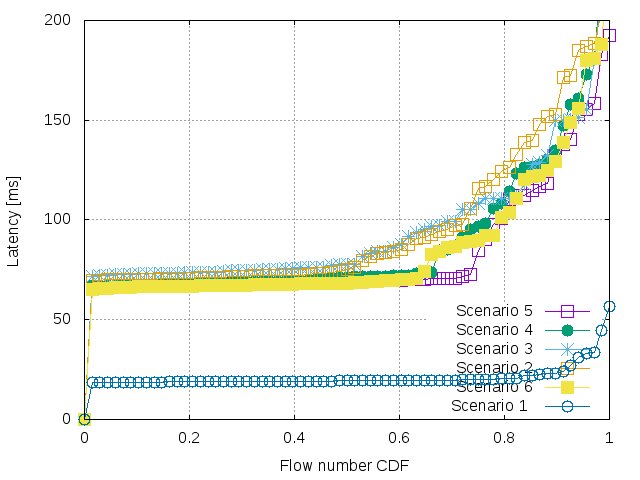 200
150
100
50
0
Latency [ms]
Scenario 5
Scenario 4
Scenario 3
Scenario 2
Scenario 6
Scenario 1
0
0.2
0.4
0.6
0.8
1
Flow number CDF